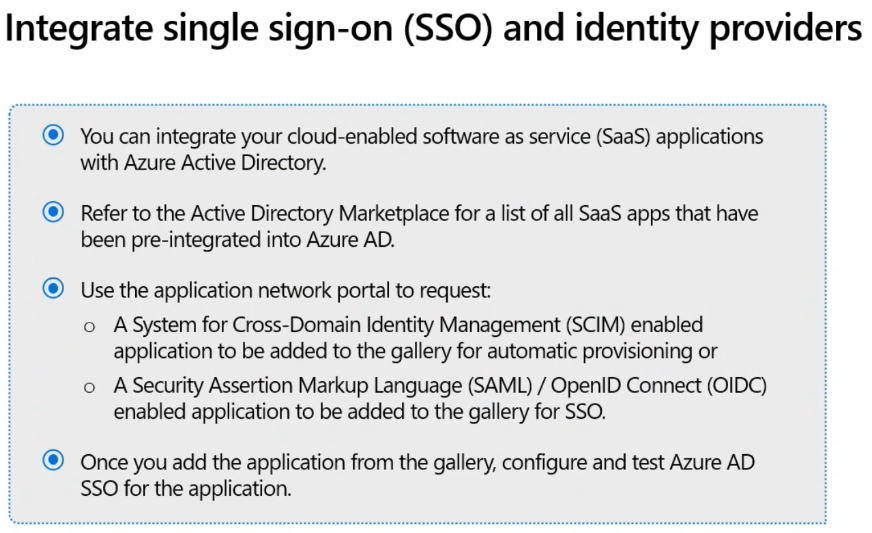 Integrate single sign-on (SSO) and identity providers
You can integrate your cloud-enabled software as service (SaaS) applications
with Azure Active Directory.
Refer to the Active Directory Marketplace for a list of all SaaS apps that have
been pre-integrated into Azure AD.
Use the application network portal to request:
o A System for Cross-Domain Identity Management (SCIM) enabled
application to be added to the gallery for automatic provisioning or
o A Security Assertion Markup Language (SAML) / OpenID Connect (OIDC)
enabled application to be added to the gallery for SSO.
Once you add the application from the gallery, configure and test Azure AD
SSO for the application.